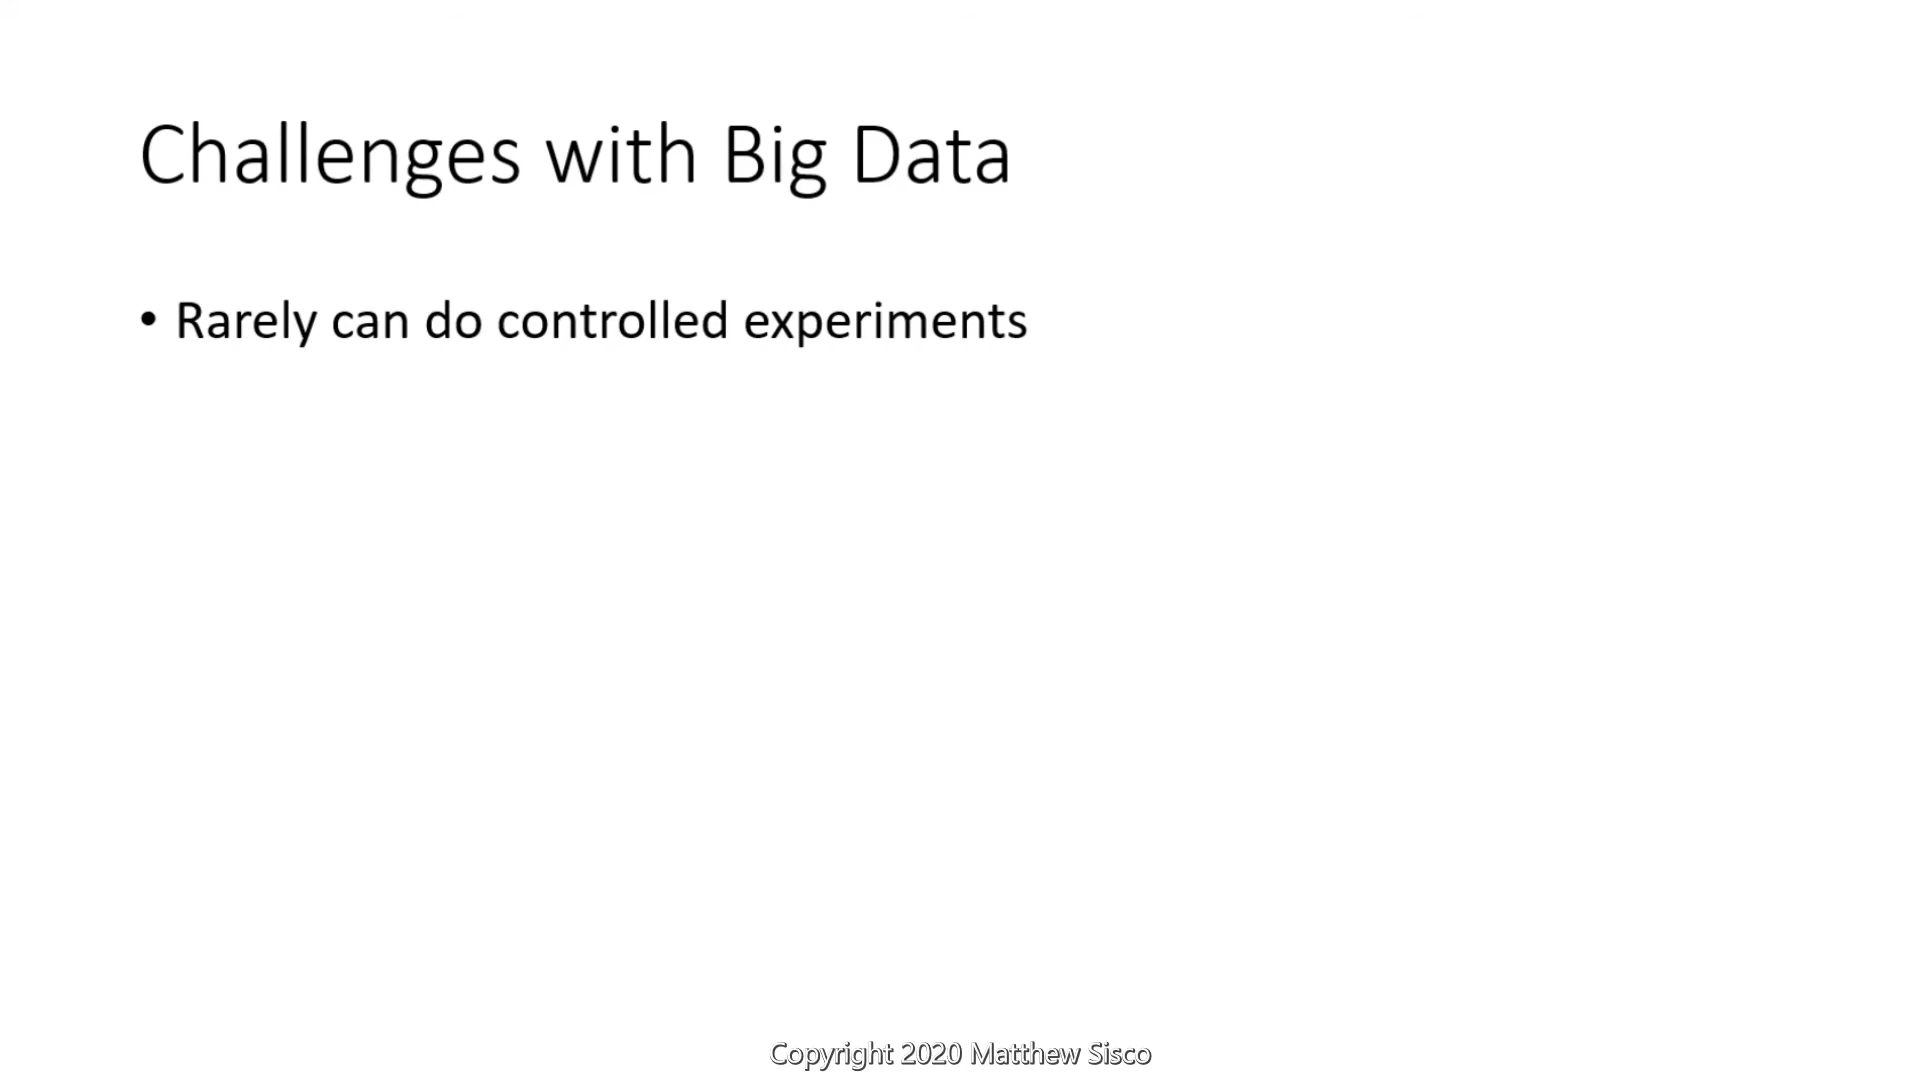 Challenges with Big Data
• Rarely can do controlled experiments
Copyright 2020 Matthew Sisco